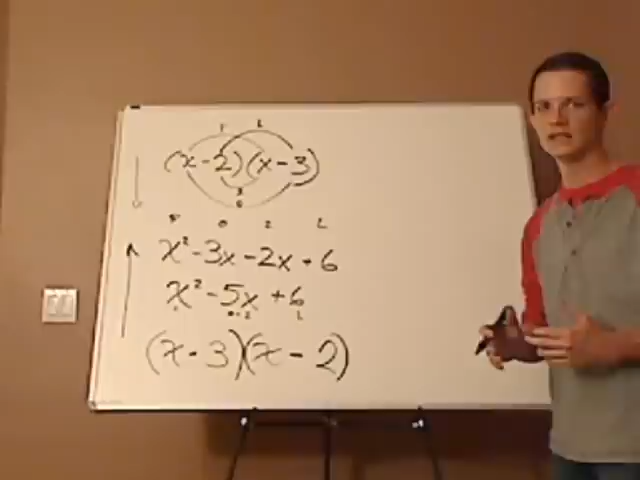 (x-2)(x-3)
x² -3x -2x +6
x² -5x +6
(x-3)(x-2)